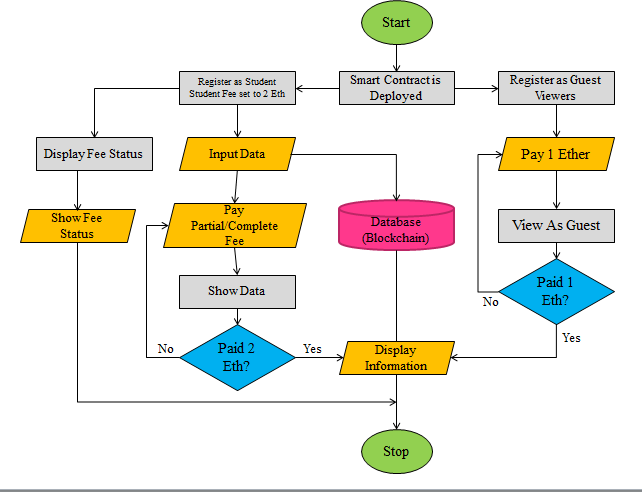 Start
Register as Student
Student Fee set to 2 Eth
Smart Contract is
Deployed
Register as Guest
Viewers
Display Fee Status
Input Data
Pay 1 Ether
Show Fee
Status
Pay
Partial/Complete
Fee
Database
(Blockchain)
View As Guest
Show Data
Paid 1
Eth?
No
Yes
No
Paid 2
Eth?
Yes
Display
Information
Stop